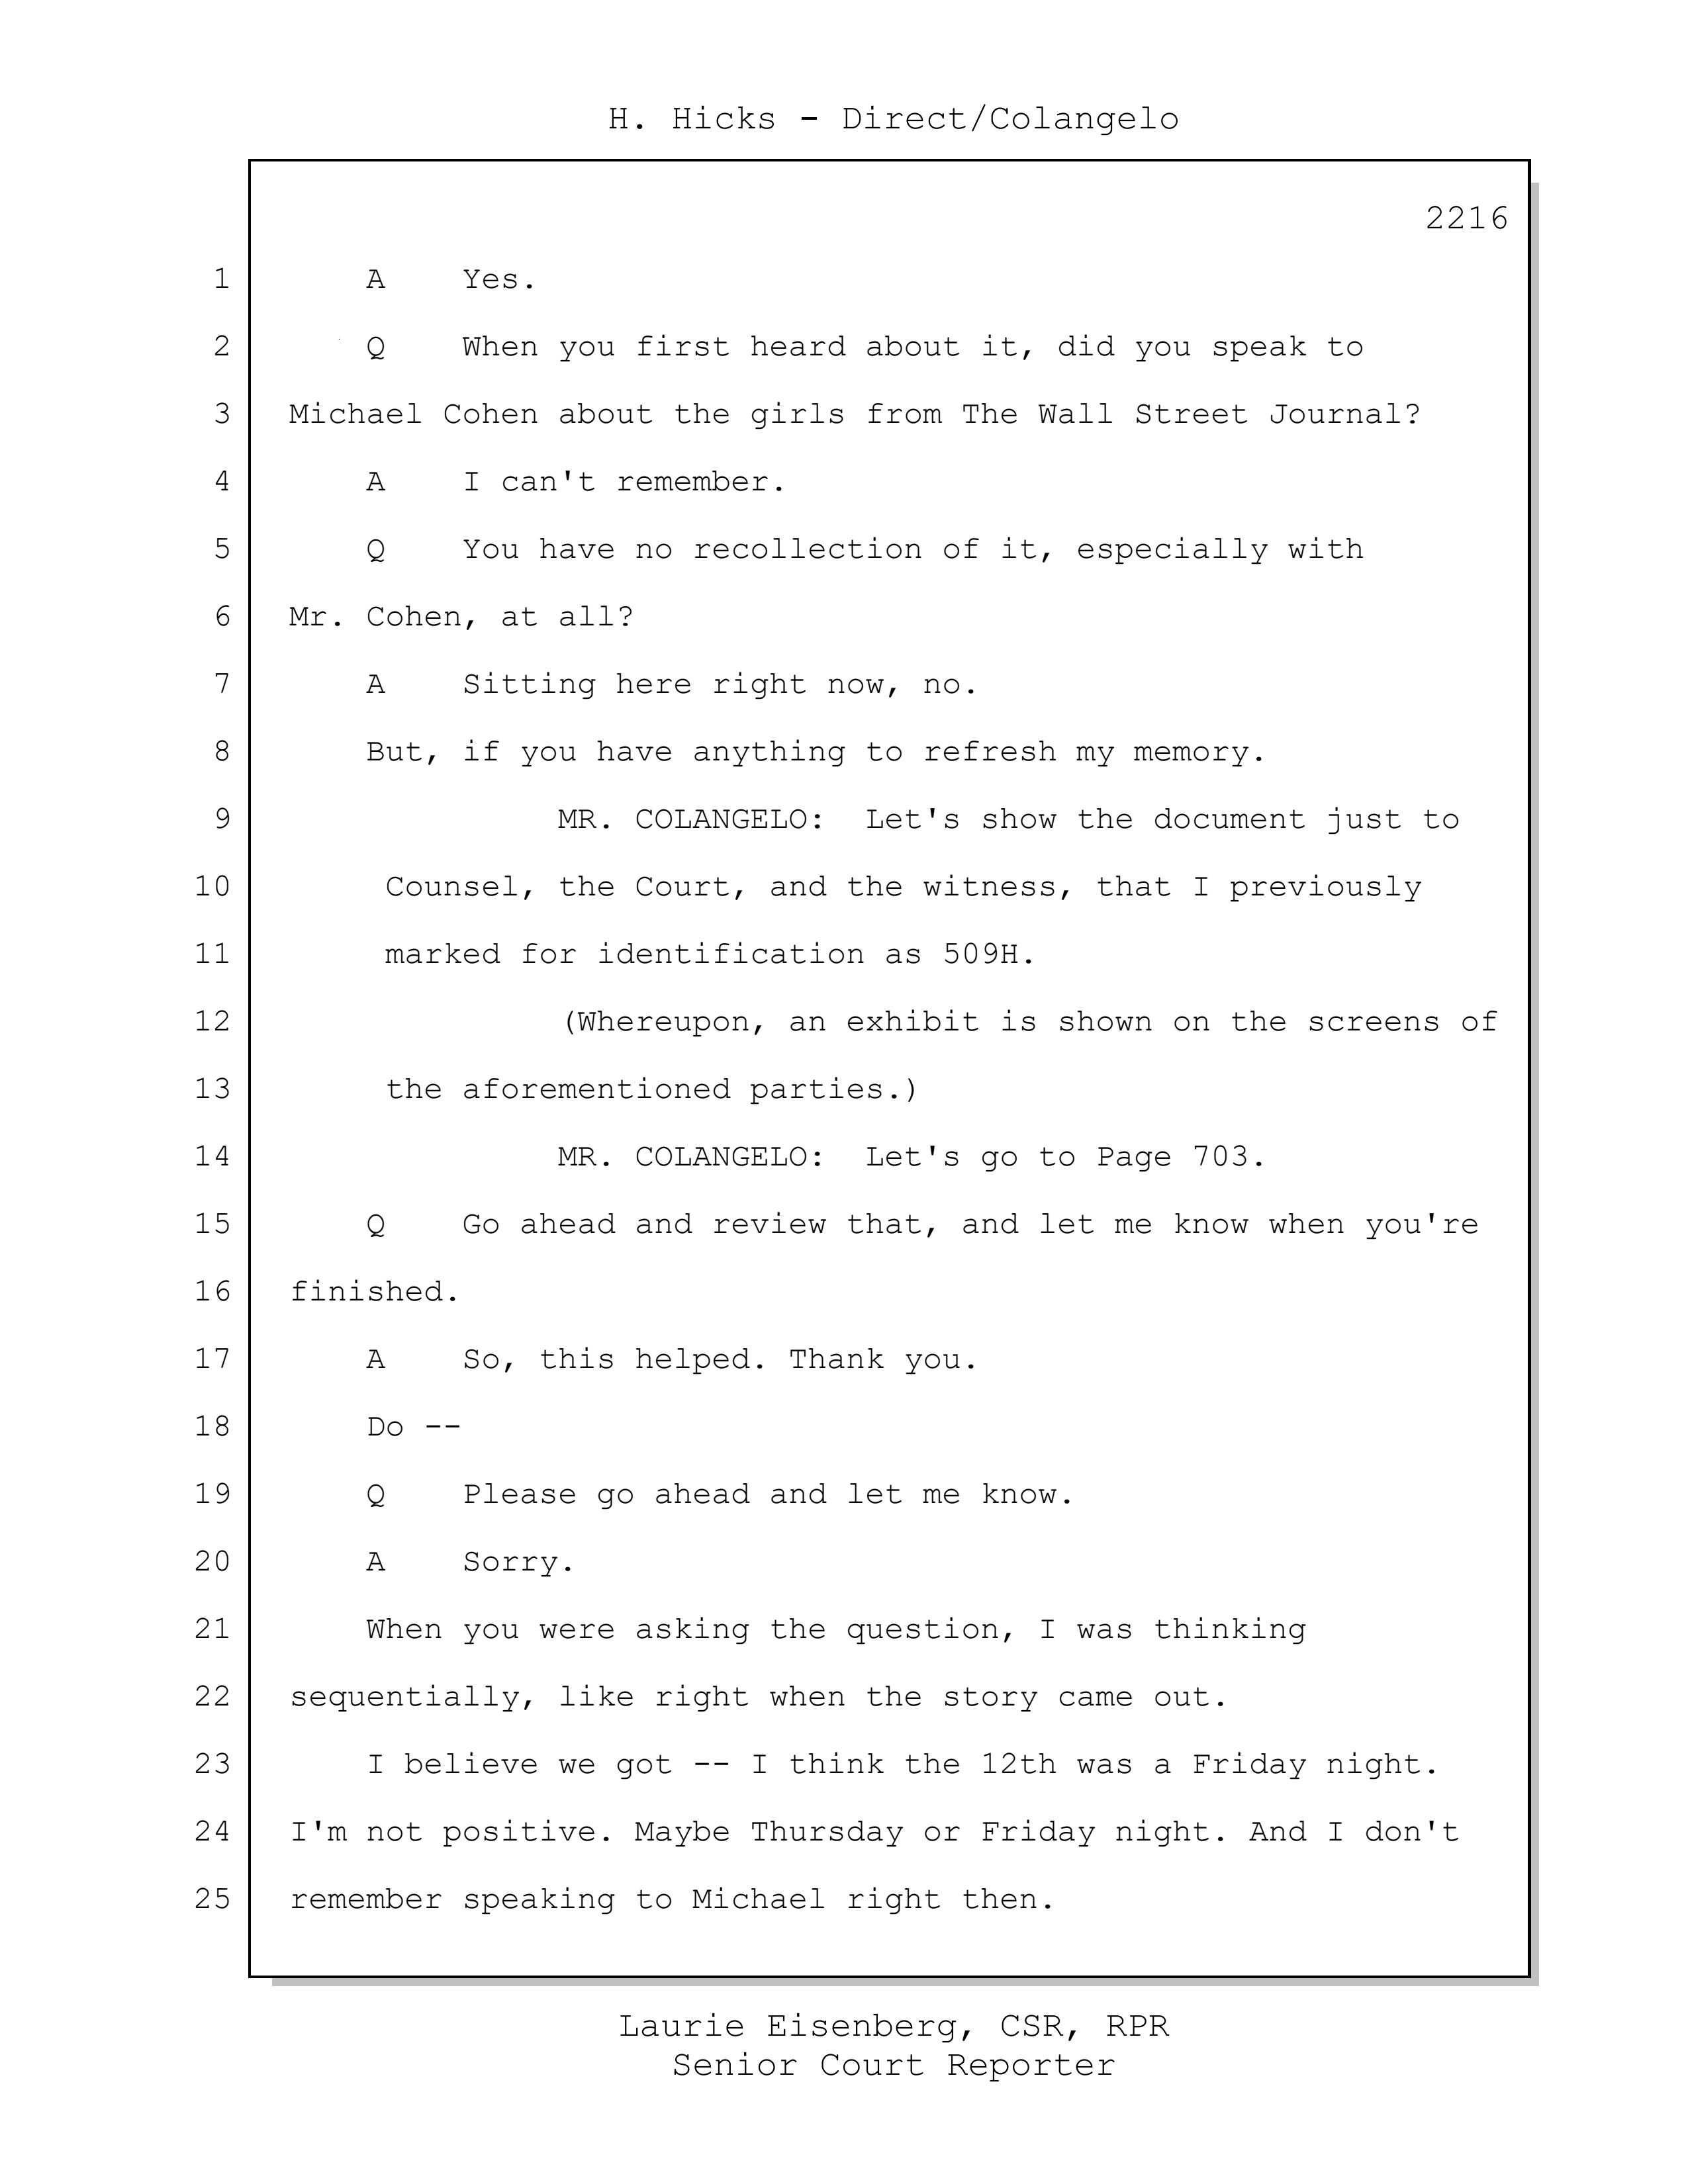 H. Hicks - Direct/Colangelo
2216
1 A Yes.
2 Q When you first heard about it, did you speak to
3 Michael Cohen about the girls from The Wall Street Journal?
4 A I can't remember.
5 Q You have no recollection of it, especially with
6 Mr. Cohen, at all?
7 A Sitting here right now, no.
8 But, if you have anything to refresh my memory.
9 MR. COLANGELO: Let's show the document just to
10 Counsel, the Court, and the witness, that I previously
11 marked for identification as 509H.
12 (Whereupon, an exhibit is shown on the screens of
13 the aforementioned parties.)
14 MR. COLANGELO: Let's go to Page 703.
15 Q Go ahead and review that, and let me know when you're
16 finished.
17 A So, this helped. Thank you.
18 Do --
19 Q Please go ahead and let me know.
20 A Sorry.
21 When you were asking the question, I was thinking
22 sequentially, like right when the story came out.
23 I believe we got -- I think the 12th was a Friday night.
24 I'm not positive. Maybe Thursday or Friday night. And I don't
25 remember speaking to Michael right then.
Laurie Eisenberg, CSR, RPR
Senior Court Reporter